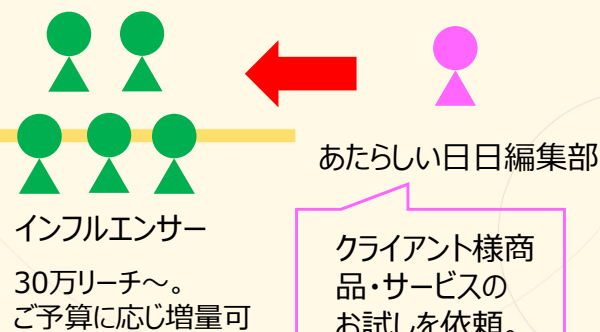 あたらしい日日編集部
インフルエンサー
30万リーチ～。
ご予算に応じ増量可
クライアント様商
品・サービスの
お試しを依頼。